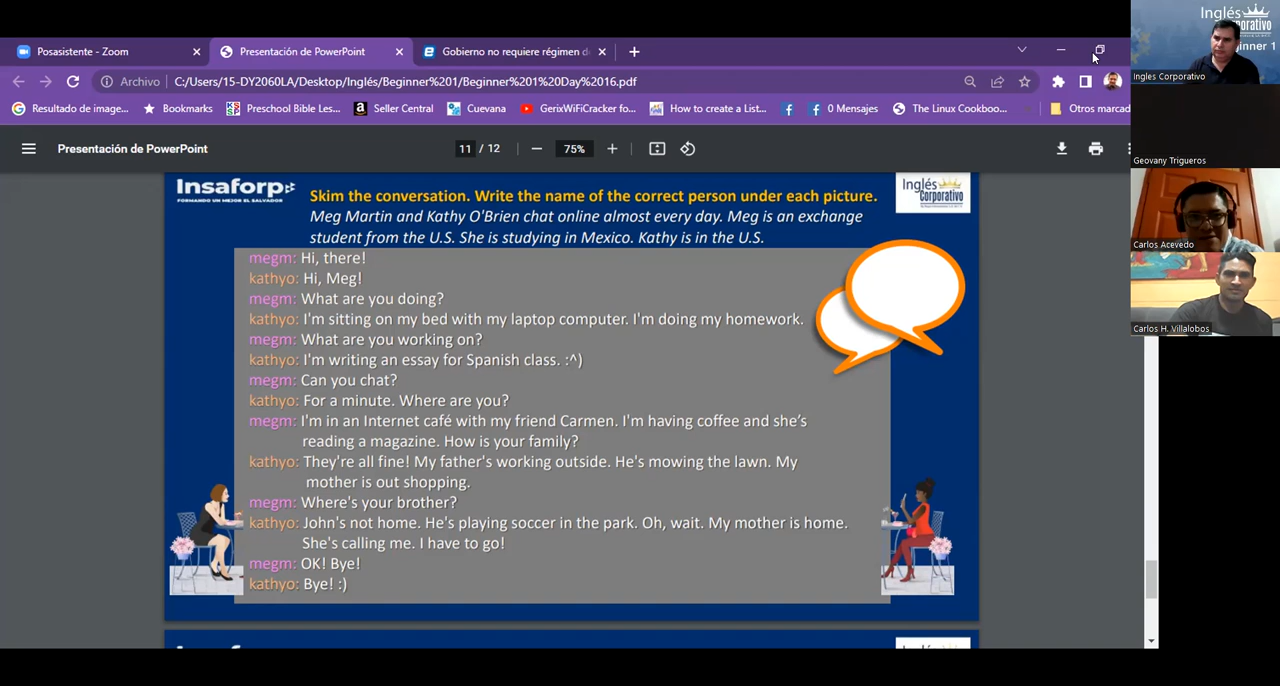 Posasistente - Zoom
Presentación de PowerPoint
Gobierno no requiere régimen d
Archivo
C:/Users/15-DY2060LA/Desktop/Inglés/Beginner%201/Beginner%201%20Day%2016.pdf
Resultado de image...
Bookmarks
Preschool Bible Les...
Seller Central
Cuevana
GerixWiFiCracker fo...
How to create a List...
0 Mensajes
The Linux Cookboo...
Otros marcad
Presentación de PowerPoint
11 / 12
75%
Insaforp
FORMANDO UN MEJOR EL SALVADOR
Inglés
Corporativo
Skim the conversation. Write the name of the correct person under each picture.
Meg Martin and Kathy O'Brien chat online almost every day. Meg is an exchange
student from the U.S. She is studying in Mexico. Kathy is in the U.S.
megm: Hi, there!
kathyo: Hi, Meg!
megm: What are you doing?
kathyo: I'm sitting on my bed with my laptop computer. I'm doing my homework.
megm: What are you working on?
kathyo: I'm writing an essay for Spanish class. :^)
megm: Can you chat?
kathyo: For a minute. Where are you?
megm: I'm in an Internet café with my friend Carmen. I'm having coffee and she's
reading a magazine. How is your family?
kathyo: They're all fine! My father's working outside. He's mowing the lawn. My
mother is out shopping.
megm: Where's your brother?
kathyo: John's not home. He's playing soccer in the park. Oh, wait. My mother is home.
She's calling me. I have to go!
megm: OK! Bye!
kathyo: Bye! :)
Inglés
Ingles Corporativo
Geovany Trigueros
Carlos Acevedo
Carlos H. Villalobos